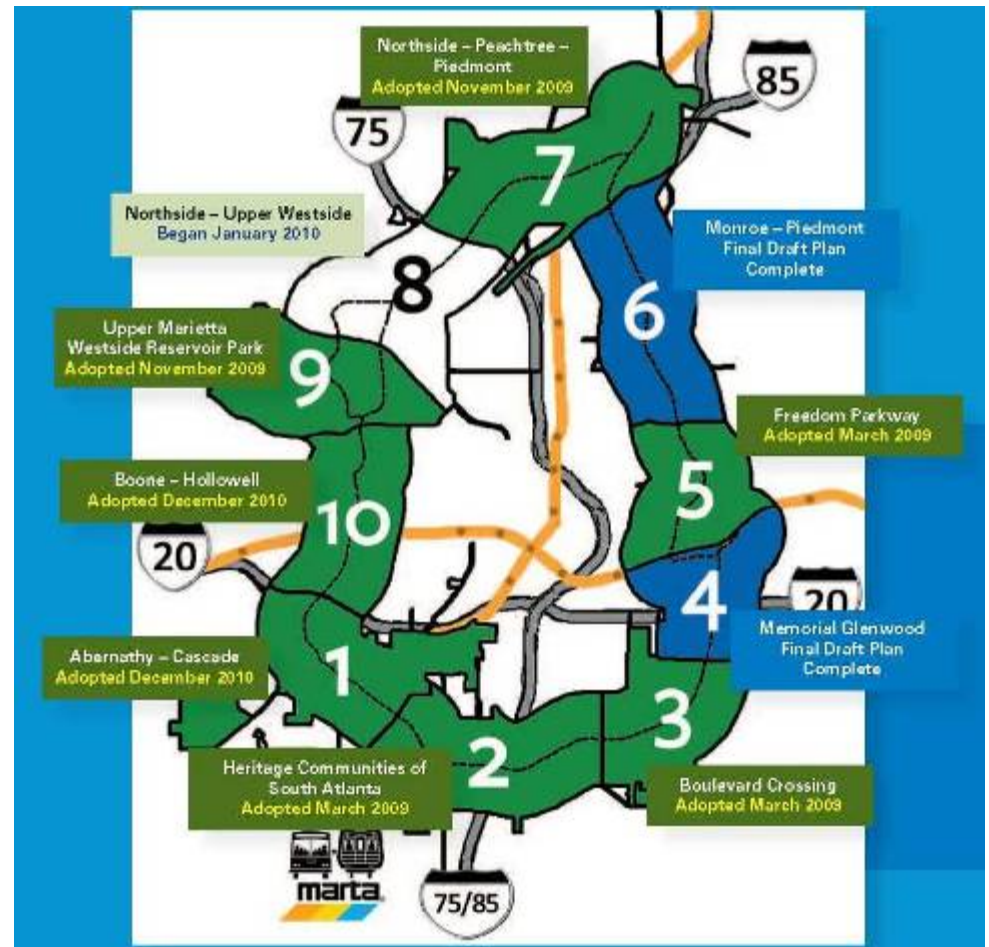 Northside – Peachtree –
Piedmont
Adopted November 2009
85
75
7
Northside – Upper Westside
Began January 2010
Monroe – Piedmont
Final Draft Plan
Complete
8
6
Upper Marietta
Westside Reservoir Park
Adopted November 2009
9
Freedom Parkway
Adopted March 2009
Boone – Hollowell
Adopted December 2010
5
10
20
4
20
Memorial Glenwood
Final Draft Plan
Complete
Abernathy – Cascade
Adopted December 2010
1
3
2
Heritage Communities of
South Atlanta
Adopted March 2009
Boulevard Crossing
Adopted March 2009
marta
75/85